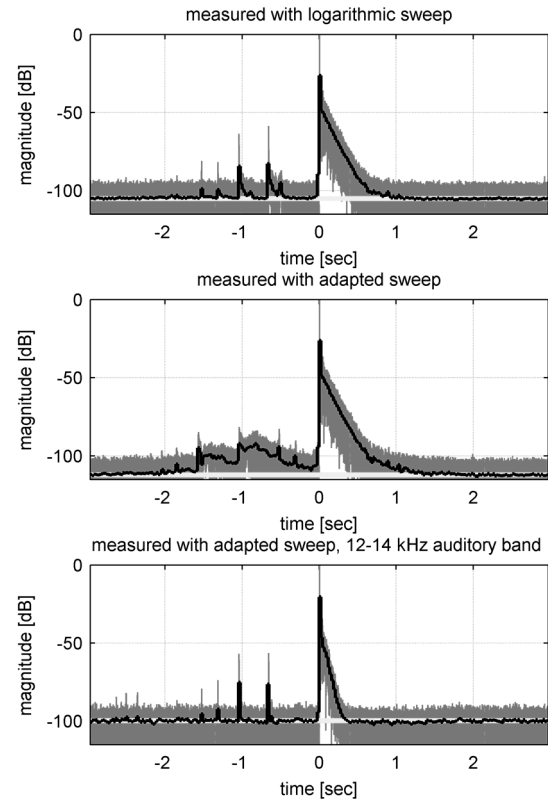 measured with logarithmic sweep
0
-50
-100
magnitude [dB]
-2 -1 0 1 2
time [sec]
measured with adapted sweep
0
-50
-100
magnitude [dB]
-2 -1 0 1 2
time [sec]
measured with adapted sweep, 12-14 kHz auditory band
0
-50
-100
magnitude [dB]
-2 -1 0 1 2
time [sec]